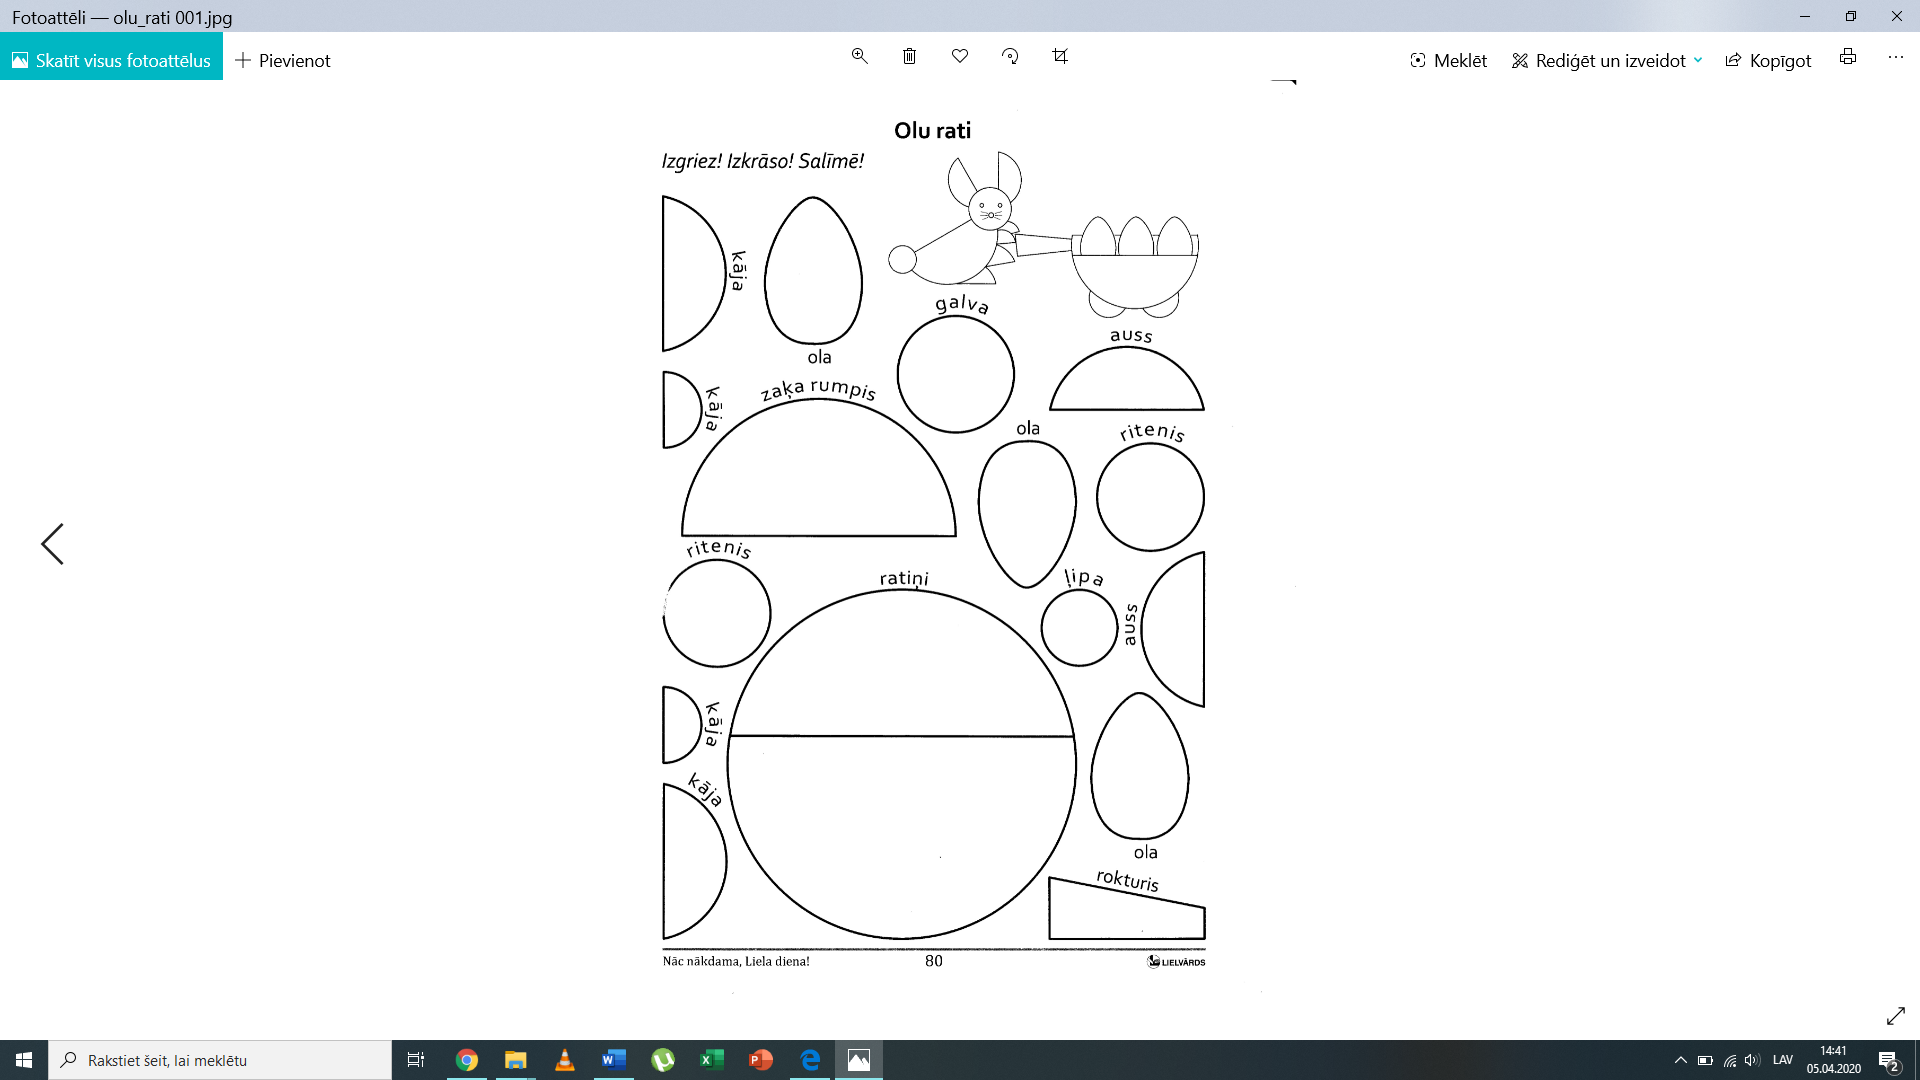 Fotoattēli — olu_rati 001.jpg
Skatīt visus fotoattēlus
Pievienot
Meklēt
Rediģēt un izveidot
Kopīgot
Olu rati
Izgriez! Izkrāso! Salīmē!
kāja
ola
galva
auss
kāja
zaķa rumpis
ola
ritenis
ritenis
ratiņi
ļipa
auss
kāja
kāja
ola
rokturis
Nāc nākdama, Liela diena!
80
LIELVĀRDS
Rakstiet šeit, lai meklētu
LAV
14:41
05.04.2020
2